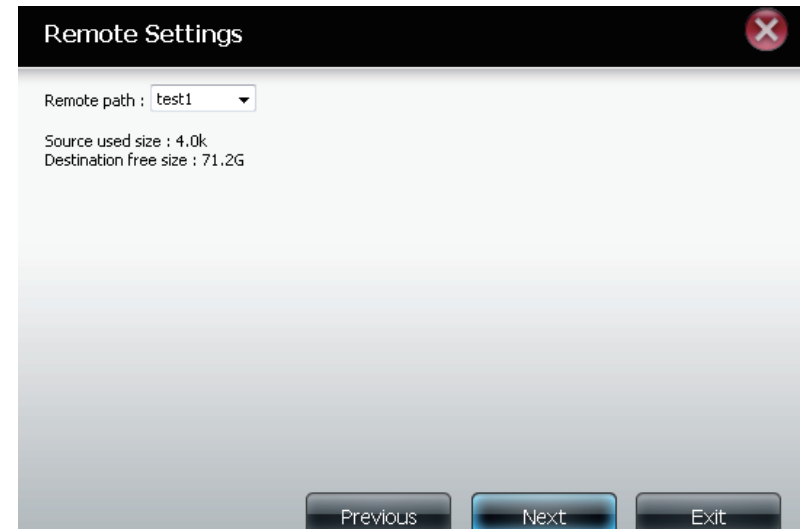 Remote Settings
Remote path : test1
Source used size : 4.0k
Destination free size : 71.2G
Previous Next Exit